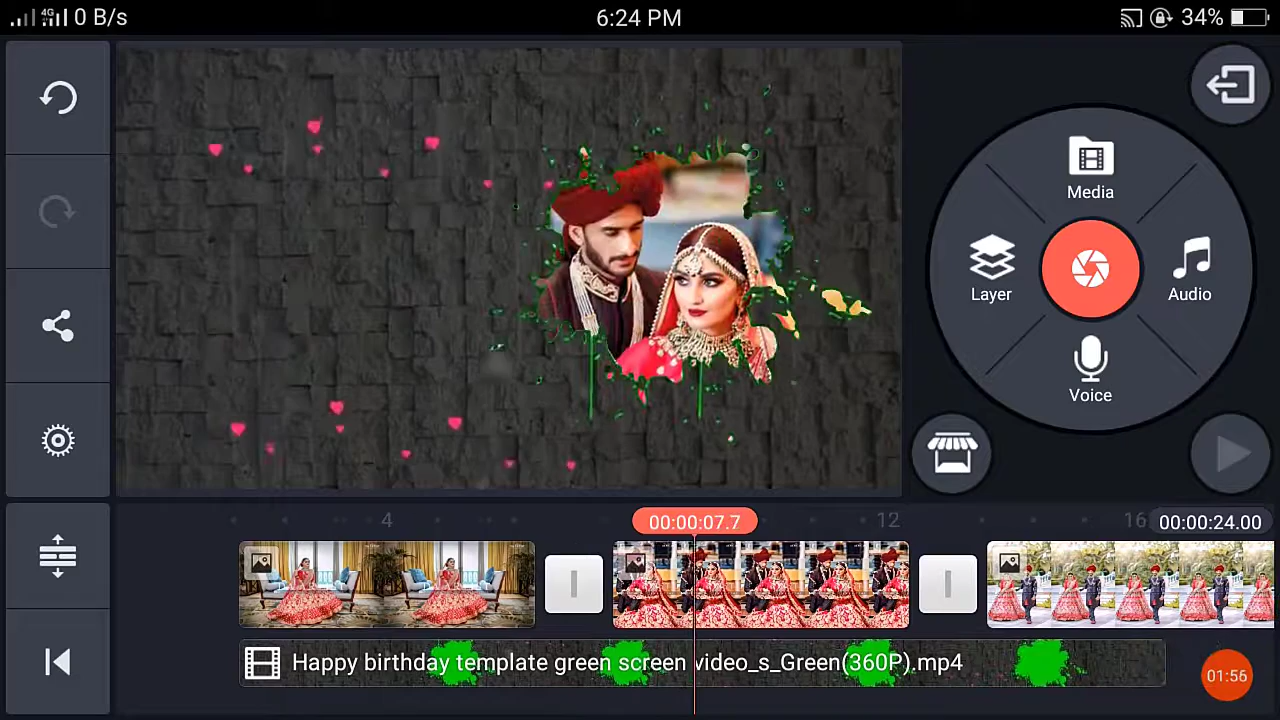 4G 0 B/s 6:24 PM 34%
Media
Layer
Audio
Voice
4 00:00:07.7 12 16 00:00:24.00
Happy birthday template green screen video_s_Green(360P).mp4
01:56